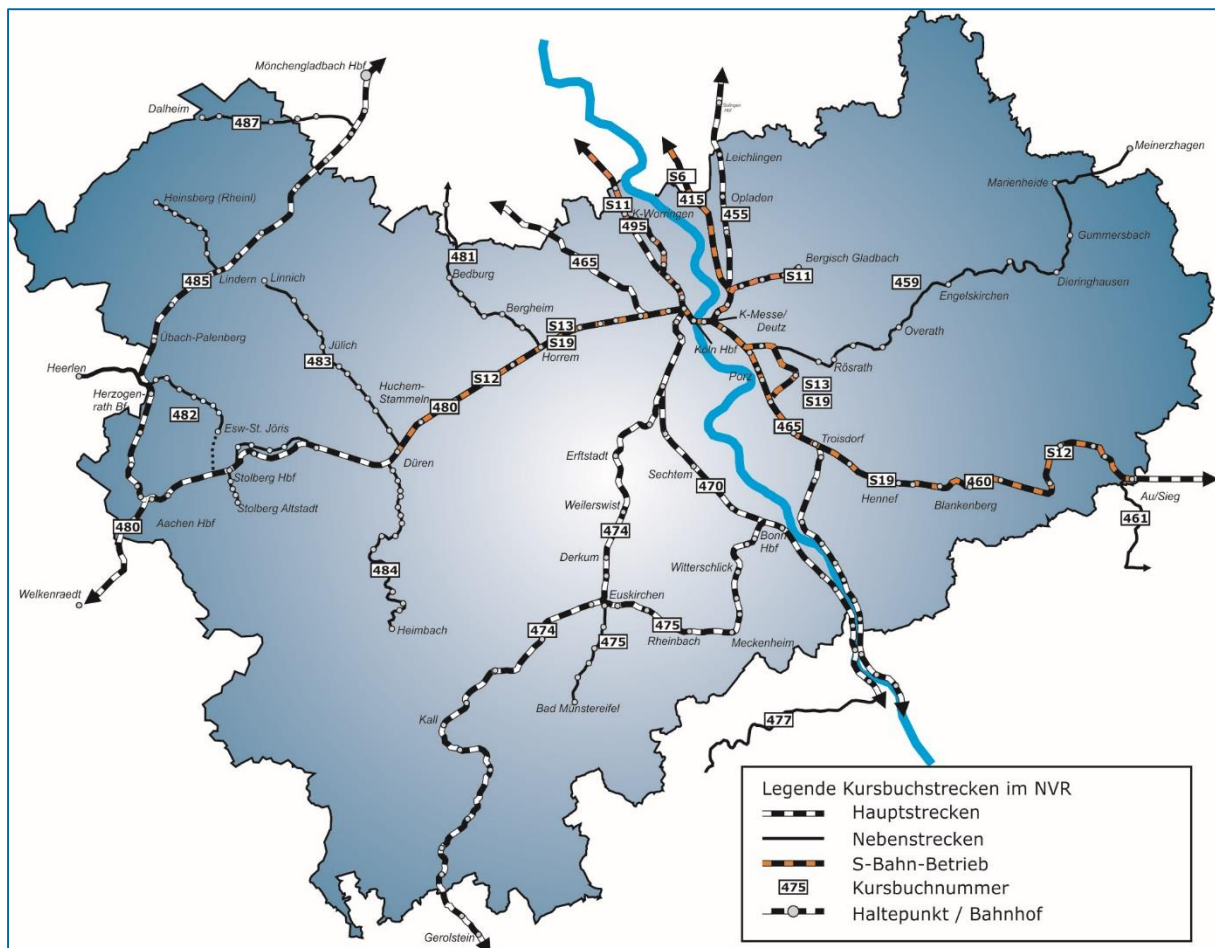 Mönchengladbach Hbf
Dalheim
487
Solingen
Hbf
Leichlingen
Meinerzhagen
Marienheide
S6
415
Opladen
Heinsberg (Rheinl)
S11
K-Worringen
495
455
Gummersbach
481
465
Bergisch Gladbach
S11
Lindern
485
Linnich
Bedburg
459
Dieringhausen
Engelskirchen
Bergheim
K-Messe/
Deutz
Overath
Übach-Palenberg
Jülich
483
S13
S19
Horrem
Köln Hbf
Rösrath
Heerlen
Herzogen-
rath Bf
Huchem-
Stammeln
S12
480
Porz
S13
S19
482
Esw-St. Jöris
465
Troisdorf
Erftstadt
Sechtem
470
S12
Stolberg Hbf
Düren
S19
460
Hennef
Blankenberg
Au/Sieg
Stolberg Altstadt
Weilerswist
480
Aachen Hbf
474
Bonn
Hbf
461
Derkum
Witterschlick
484
Welkenraedt
Euskirchen
Heimbach
474
475
475
Rheinbach
Meckenheim
Kall
Bad Münstereifel
477
Gerolstein
Legende Kursbuchstrecken im NVR
Hauptstrecken
Nebenstrecken
S-Bahn-Betrieb
475 Kursbuchnummer
Haltepunkt / Bahnhof